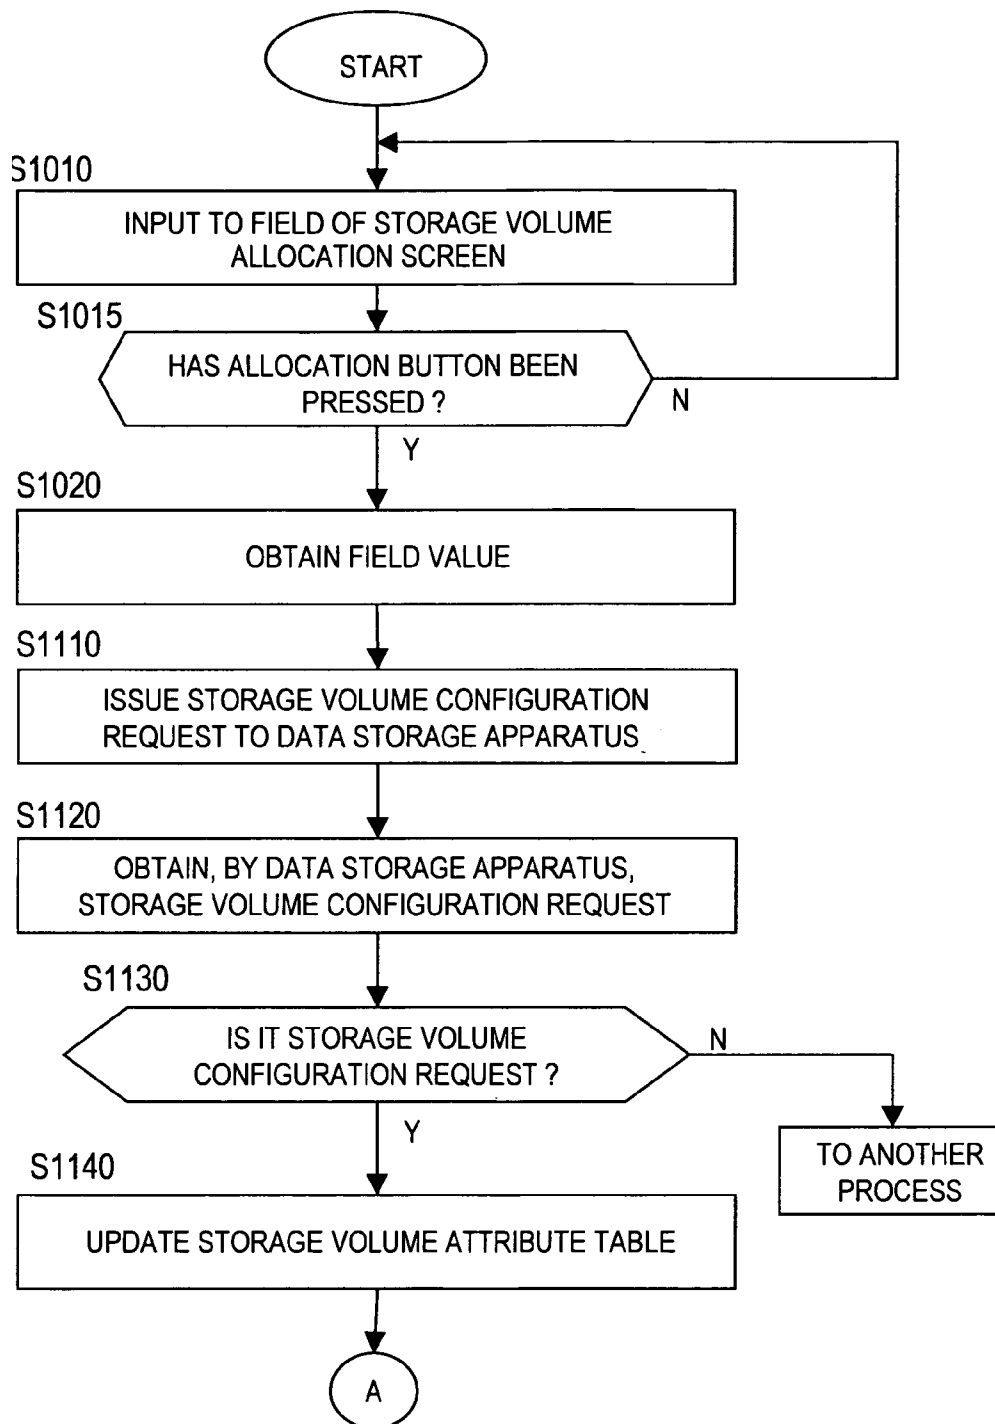 START
S1010
INPUT TO FIELD OF STORAGE VOLUME
ALLOCATION SCREEN
S1015
HAS ALLOCATION BUTTON BEEN
PRESSED ?
N
Y
S1020
OBTAIN FIELD VALUE
S1110
ISSUE STORAGE VOLUME CONFIGURATION
REQUEST TO DATA STORAGE APPARATUS
S1120
OBTAIN, BY DATA STORAGE APPARATUS,
STORAGE VOLUME CONFIGURATION REQUEST
S1130
IS IT STORAGE VOLUME
CONFIGURATION REQUEST ?
N
Y
TO ANOTHER
PROCESS
S1140
UPDATE STORAGE VOLUME ATTRIBUTE TABLE
A